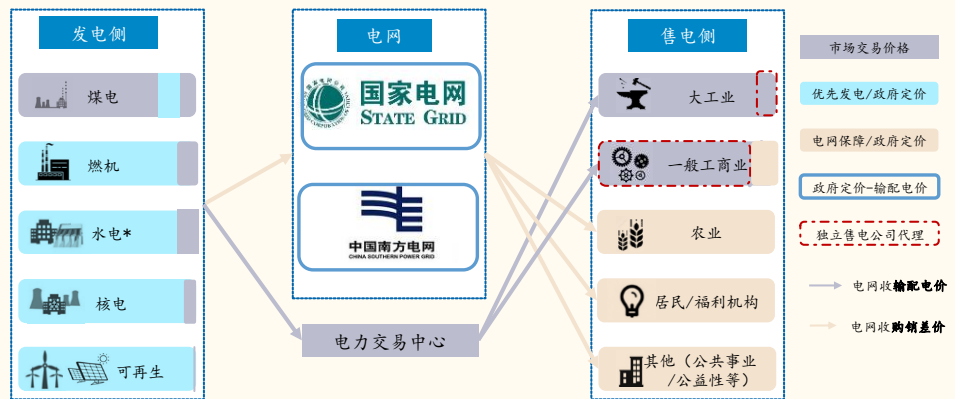 发电侧
煤电
燃机
水电*
核电
可再生
电网
国家电网
STATE GRID
中国南方电网
CHINA SOUTHERN POWER GRID
电力交易中心
售电侧
大工业
一般工商业
农业
居民/福利机构
其他（公共事业
/公益性等）
市场交易价格
优先发电/政府定价
电网保障/政府定价
政府定价-输配电价
独立售电公司代理
电网收输配电价
电网收购销差价